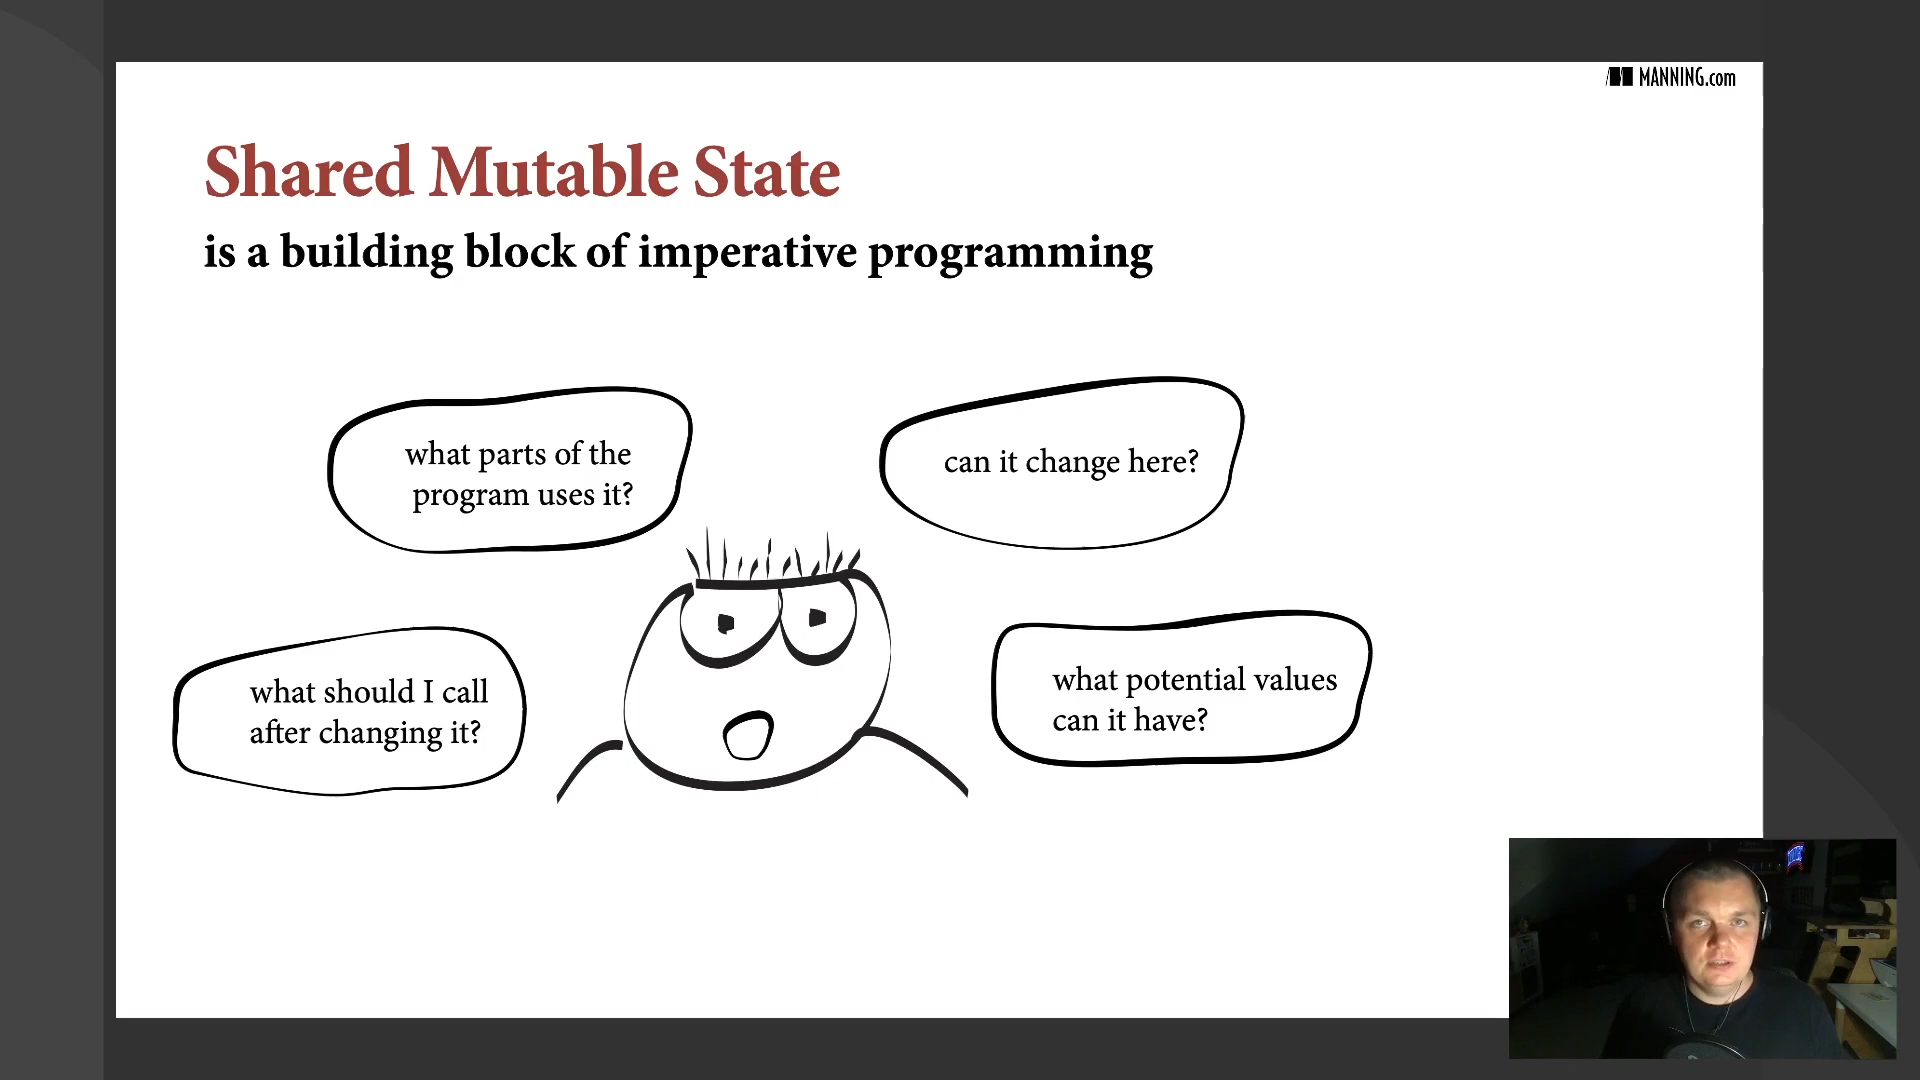 MANNING.com
Shared Mutable State
is a building block of imperative programming
what parts of the
program uses it?
can it change here?
what should I call
after changing it?
what potential values
can it have?